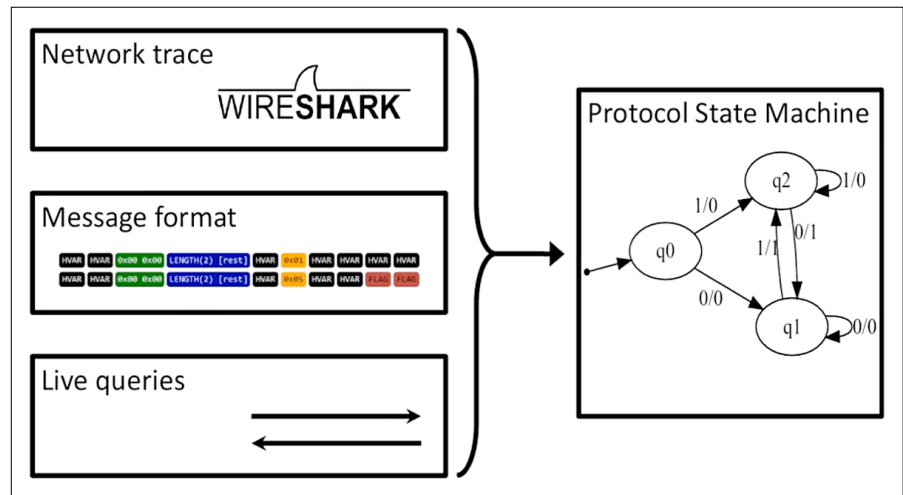 Network trace
WIRESHARK
Message format
HVAR HVAR 0x00 0x00 LENGTH(2) [rest] HVAR 0x01 HVAR HVAR HVAR HVAR
HVAR HVAR 0x00 0x00 LENGTH(2) [rest] HVAR 0x05 HVAR HVAR FLAG FLAG
Live queries
Protocol State Machine
q2
1/0
1/0
q0
0/1
1/1
0/0
q1
0/0